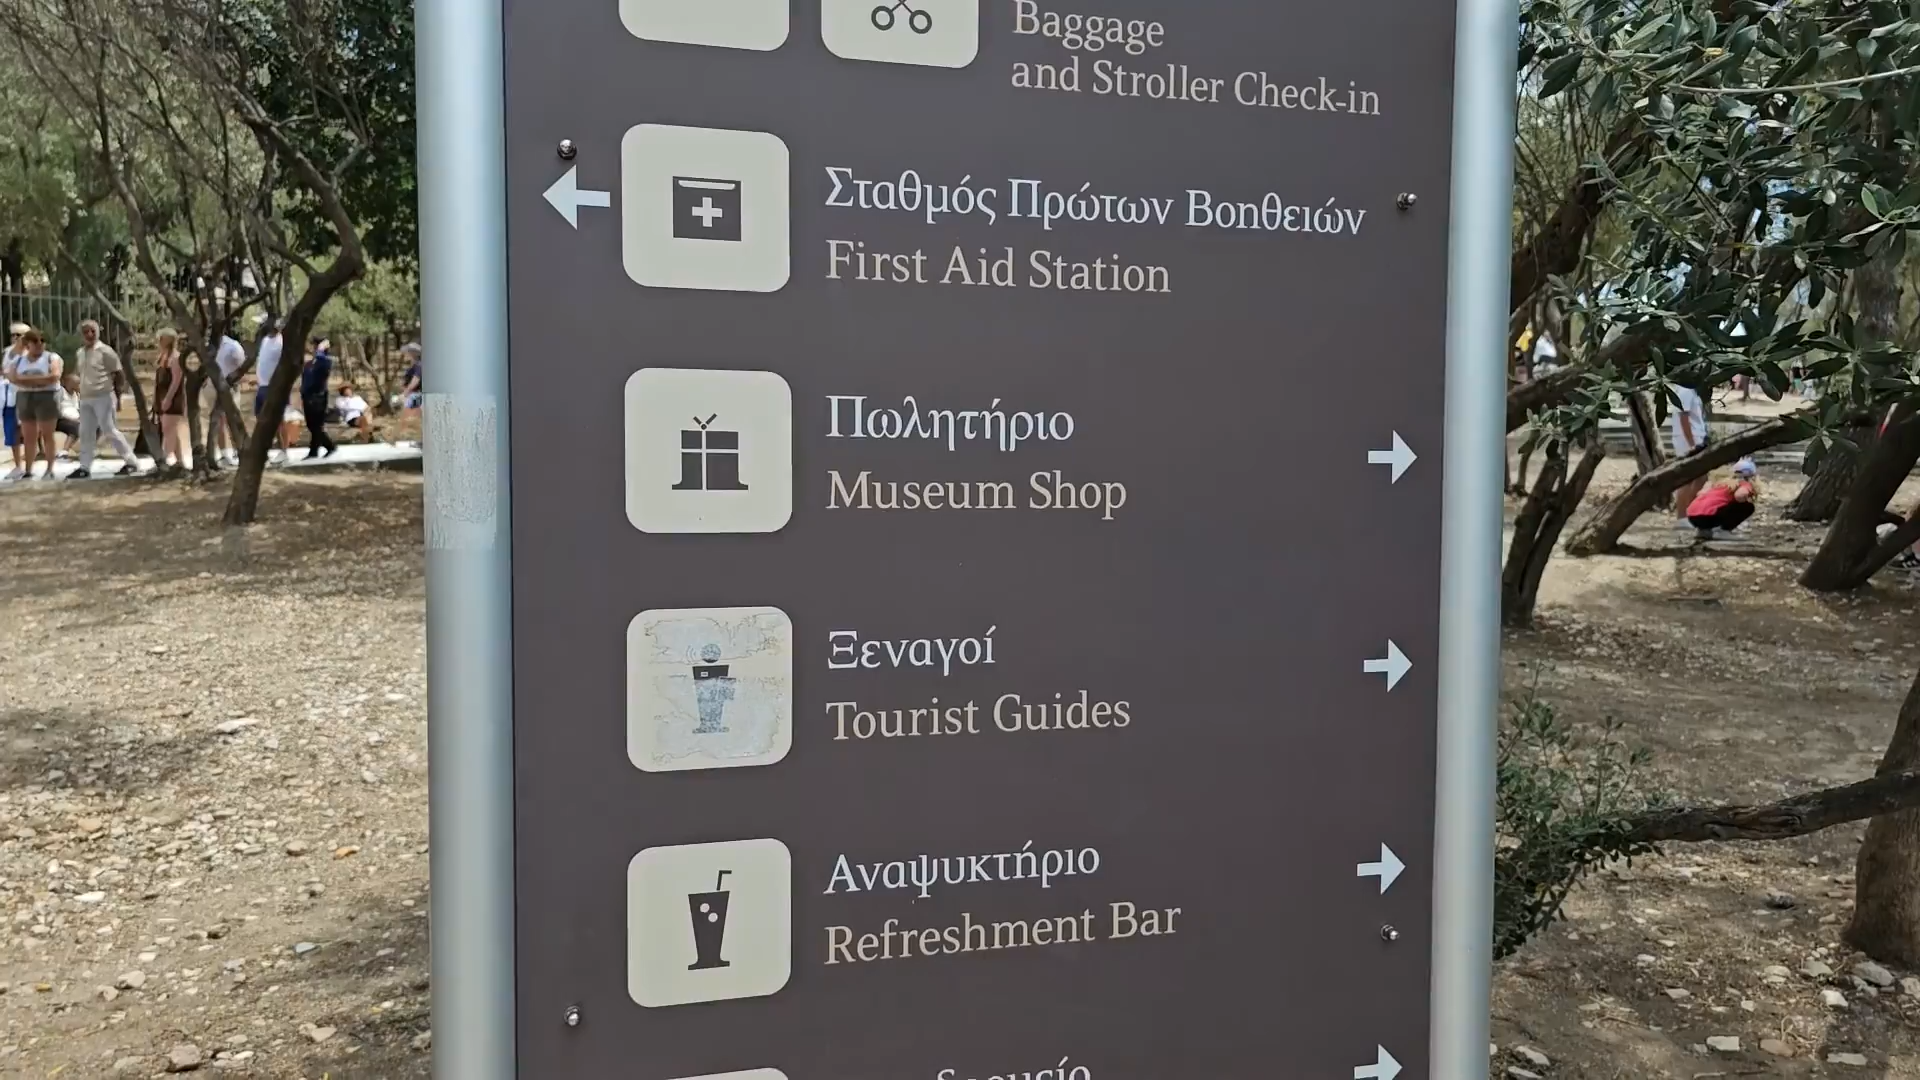 Baggage
and Stroller Check-in
Σταθμός Πρώτων Βοηθειών
First Aid Station
Πωλητήριο
Museum Shop
Ξεναγοί
Tourist Guides
Αναψυκτήριο
Refreshment Bar